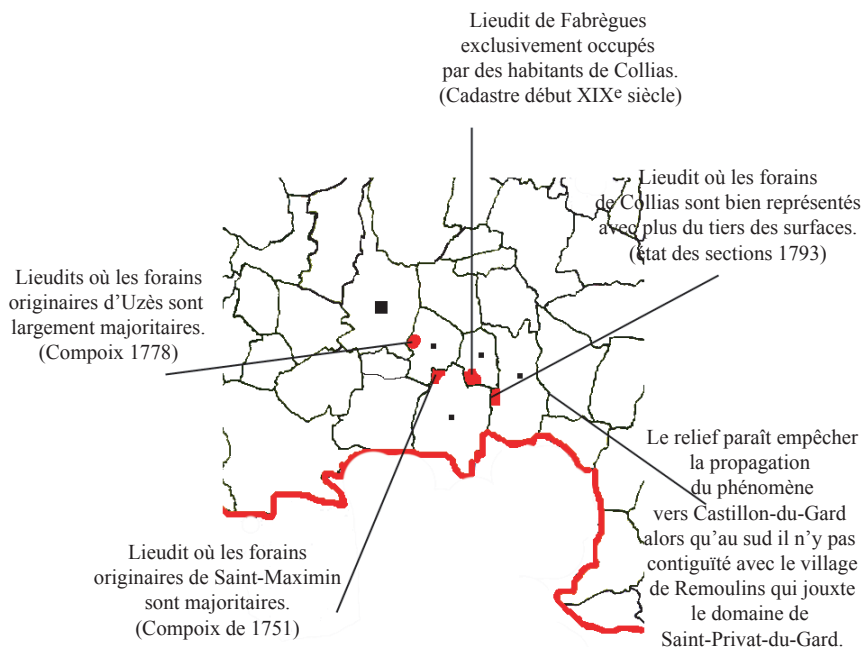 Lieudit de Fabrègues
exclusivement occupés
par des habitants de Collias.
(Cadastre début XIXe siècle)
Lieudit où les forains
de Collias sont bien représentés
avec plus du tiers des surfaces.
(état des sections 1793)
Lieudits où les forains
originaires d'Uzès sont
largement majoritaires.
(Compoix 1778)
Le relief paraît empêcher
la propagation
du phénomène
vers Castillon-du-Gard
alors qu'au sud il n'y pas
contiguïté avec le village
de Remoulins qui jouxte
le domaine de
Saint-Privat-du-Gard.
Lieudit où les forains
originaires de Saint-Maximin
sont majoritaires.
(Compoix de 1751)